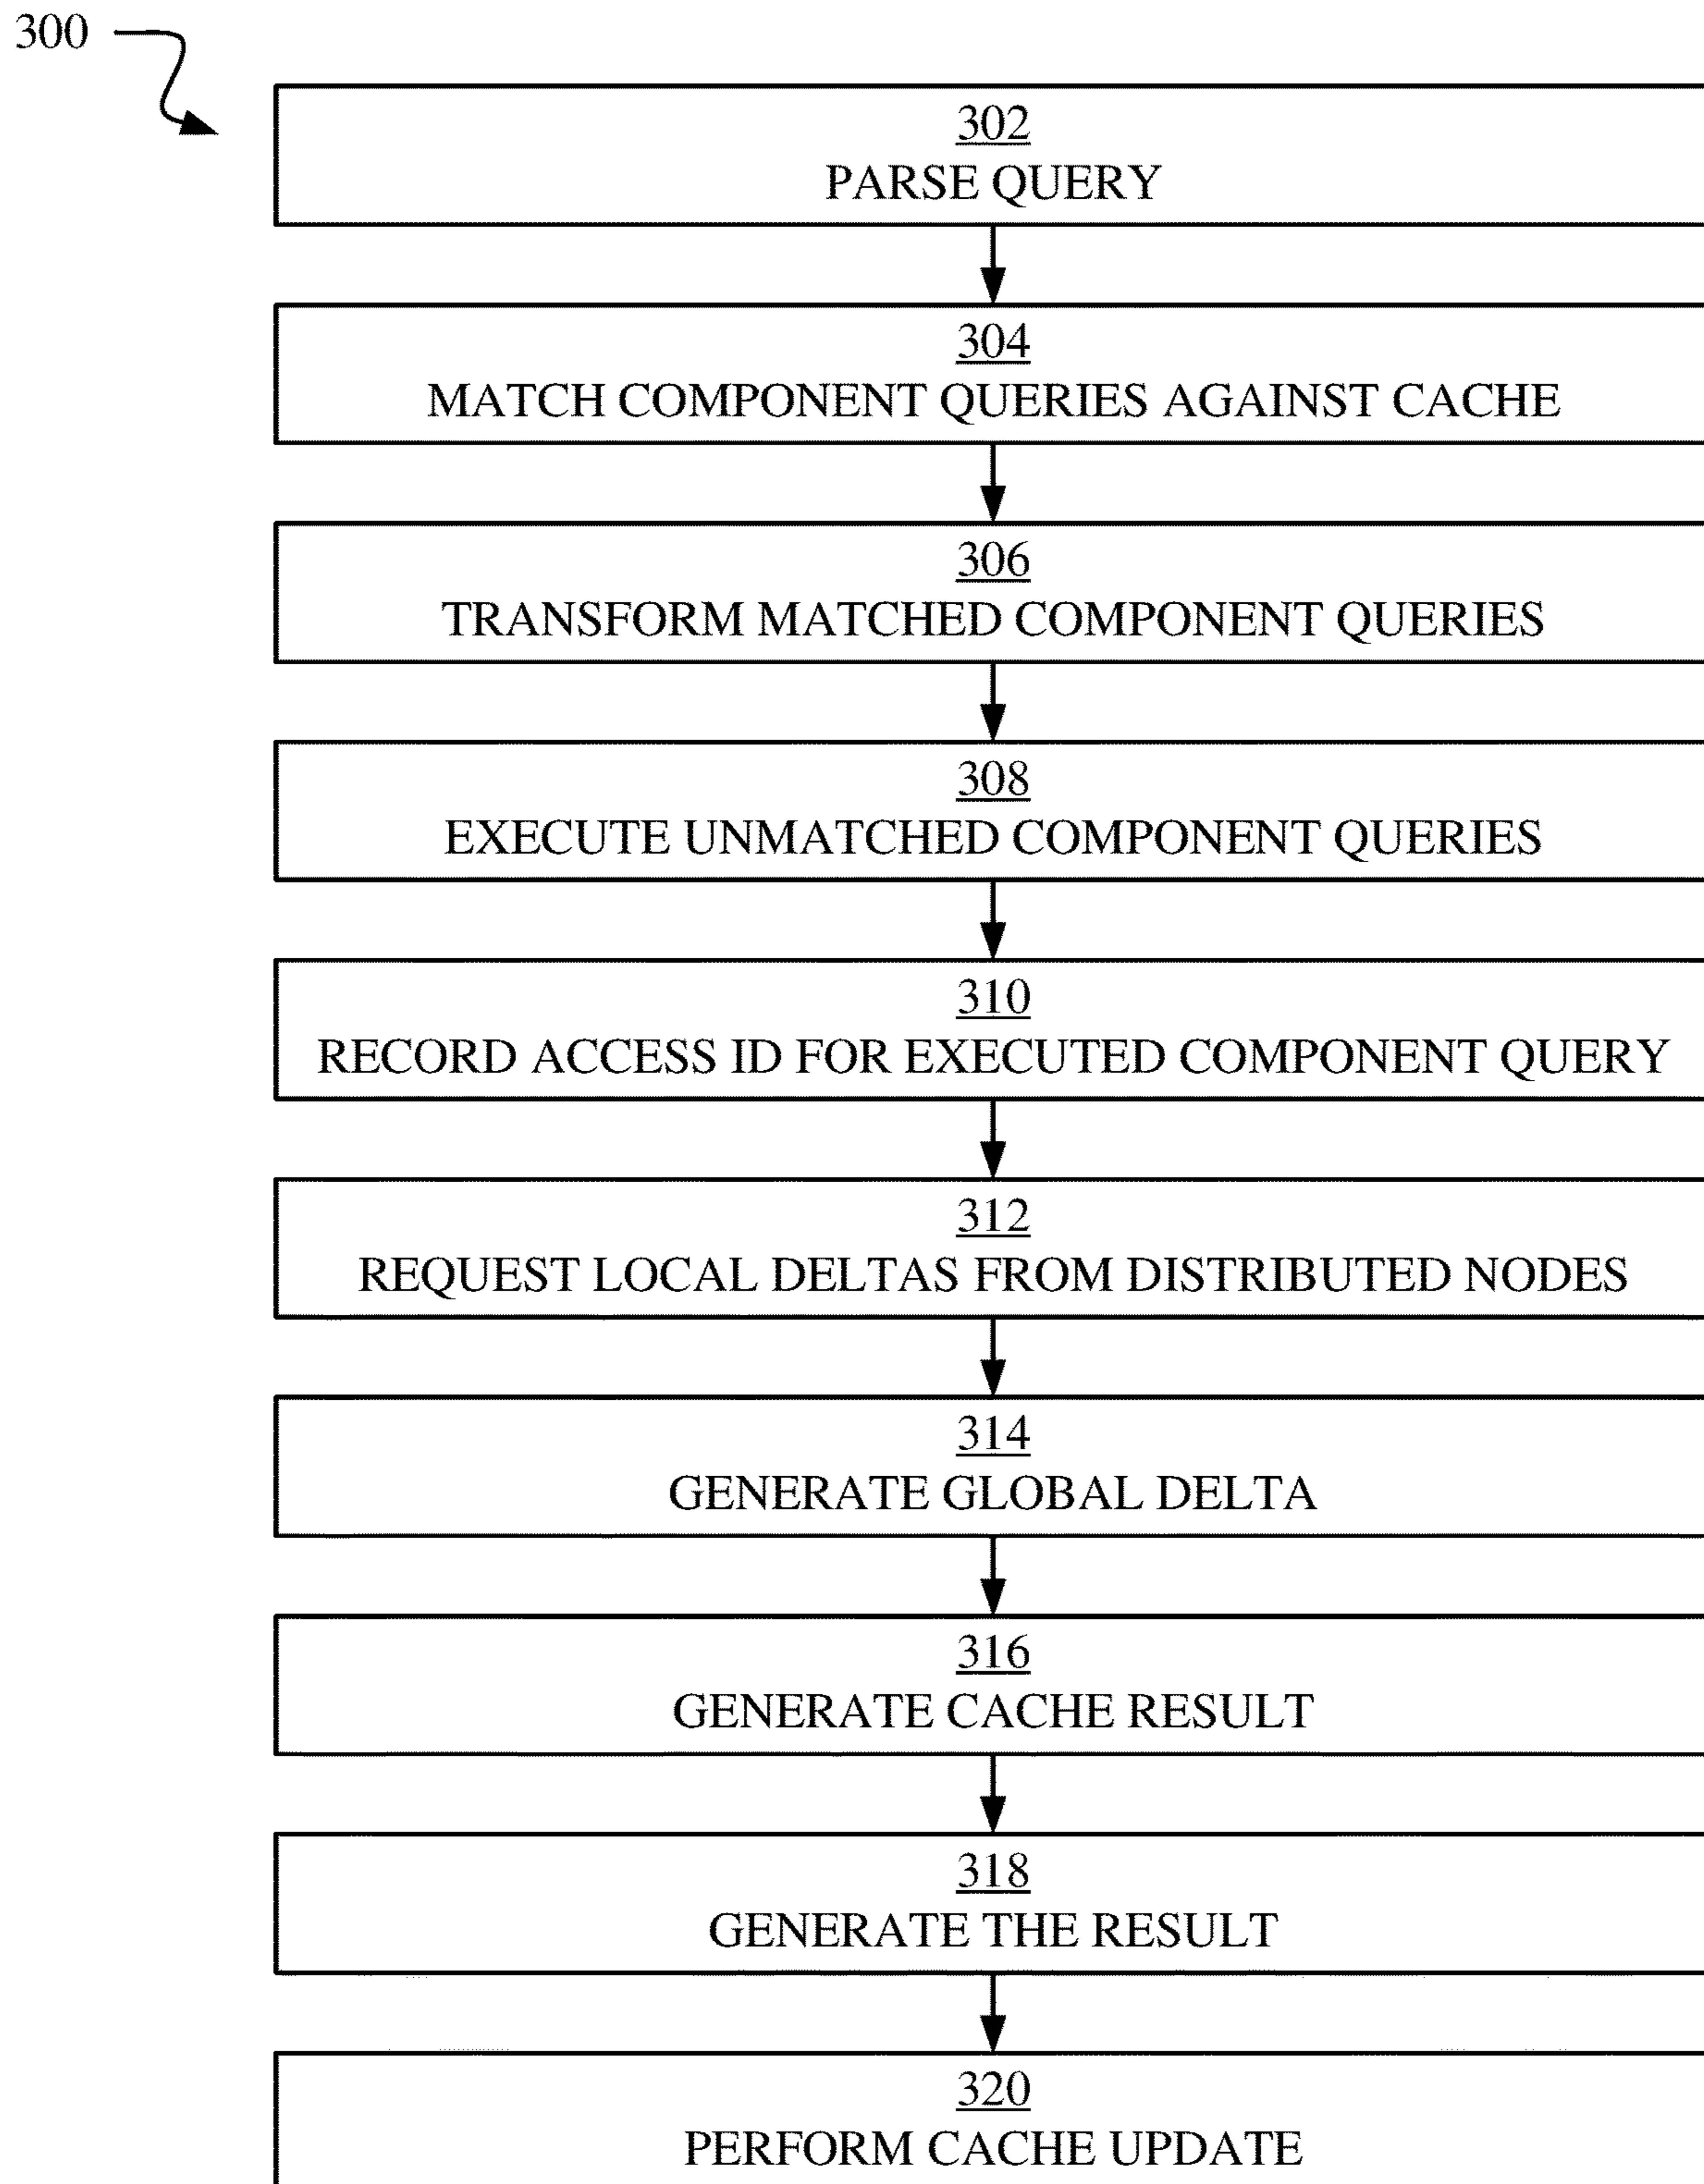 300
302
PARSE QUERY
304
MATCH COMPONENT QUERIES AGAINST CACHE
306
TRANSFORM MATCHED COMPONENT QUERIES
308
EXECUTE UNMATCHED COMPONENT QUERIES
310
RECORD ACCESS ID FOR EXECUTED COMPONENT QUERY
312
REQUEST LOCAL DELTAS FROM DISTRIBUTED NODES
314
GENERATE GLOBAL DELTA
316
GENERATE CACHE RESULT
318
GENERATE THE RESULT
320
PERFORM CACHE UPDATE